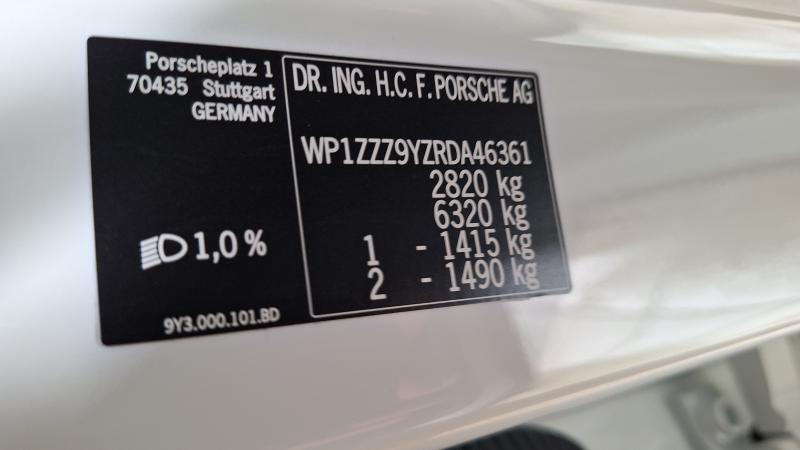 Porscheplatz 1
70435 Stuttgart
GERMANY
1,0 %
9Y3.000.101.BD
DR. ING. H.C. F. PORSCHE AG
WP1ZZZ9YZRDA46361
2820 kg
6320 kg
1 - 1415 kg
2 - 1490 kg